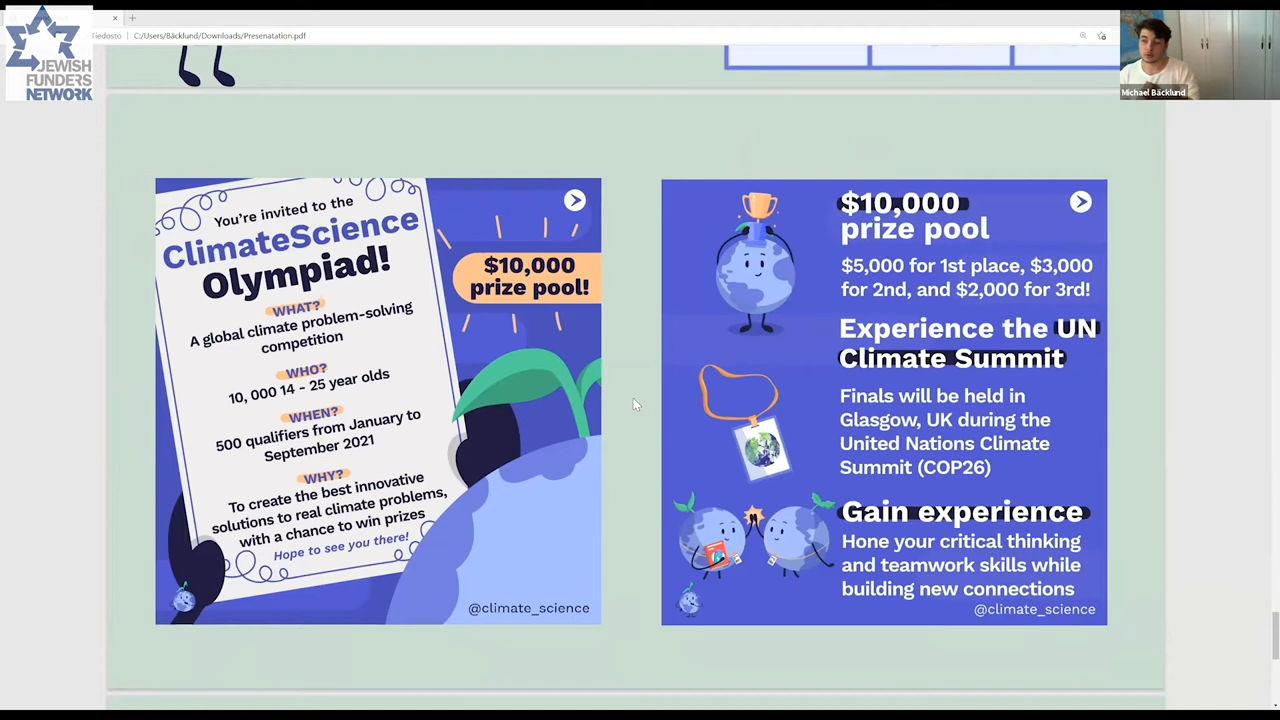 iedosto
C:/Users/Bäcklund/Downloads/Presenatation.pdf
JEWISH
FUNDERS
NETWORK
Michael Bäcklund
You're invited to the
ClimateScience
Olympiad!
WHAT?
A global climate problem-solving
competition
WHO?
10, 000 14 - 25 year olds
WHEN?
500 qualifiers from January to
September 2021
WHY?
To create the best innovative
solutions to real climate problems,
with a chance to win prizes
Hope to see you there!
$10,000
prize pool!
@climate_science
$10,000
prize pool
$5,000 for 1st place, $3,000
for 2nd, and $2,000 for 3rd!
Experience the UN
Climate Summit
Finals will be held in
Glasgow, UK during the
United Nations Climate
Summit (COP26)
Gain experience
Hone your critical thinking
and teamwork skills while
building new connections
@climate_science